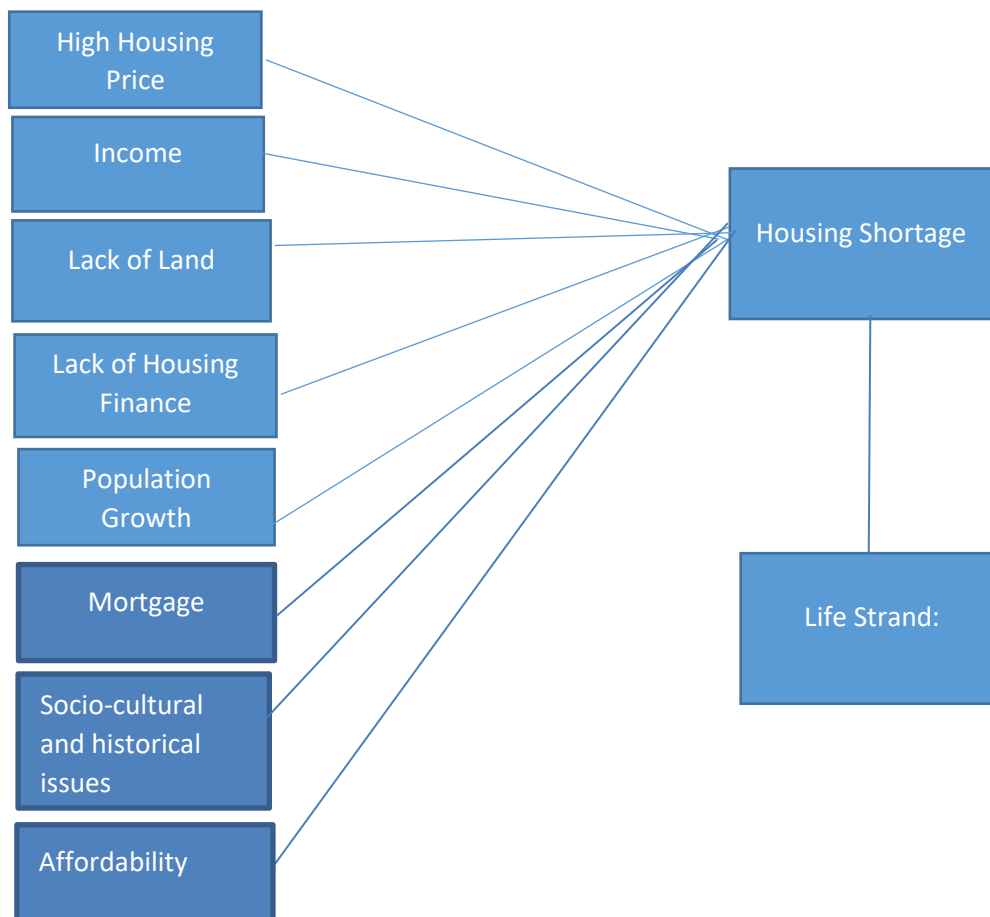 High Housing
Price
Income
Lack of Land
Lack of Housing
Finance
Population
Growth
Mortgage
Socio-cultural
and historical
issues
Affordability
Housing Shortage
Life Strand: